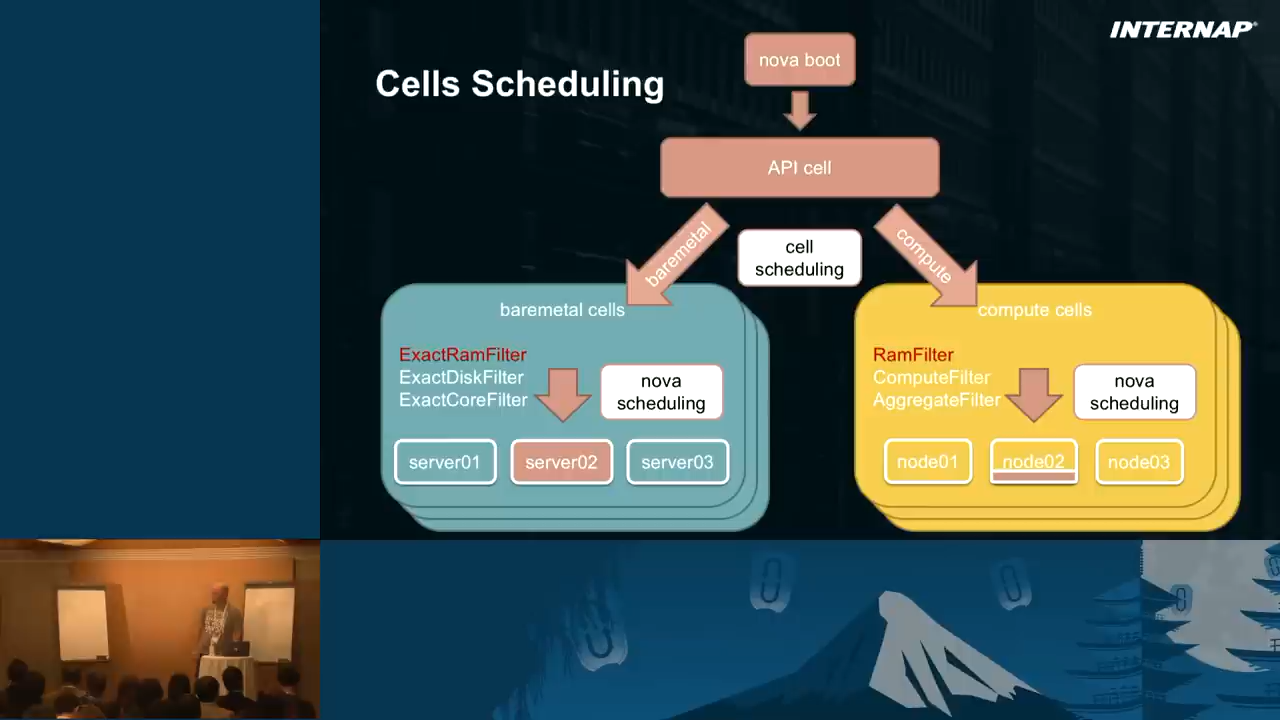 INTERNAP
Cells Scheduling
nova boot
API cell
baremetal
cell
scheduling
compute
baremetal cells
ExactRamFilter
ExactDiskFilter
ExactCoreFilter
nova
scheduling
server01
server02
server03
compute cells
RamFilter
ComputeFilter
AggregateFilter
nova
scheduling
node01
node02
node03